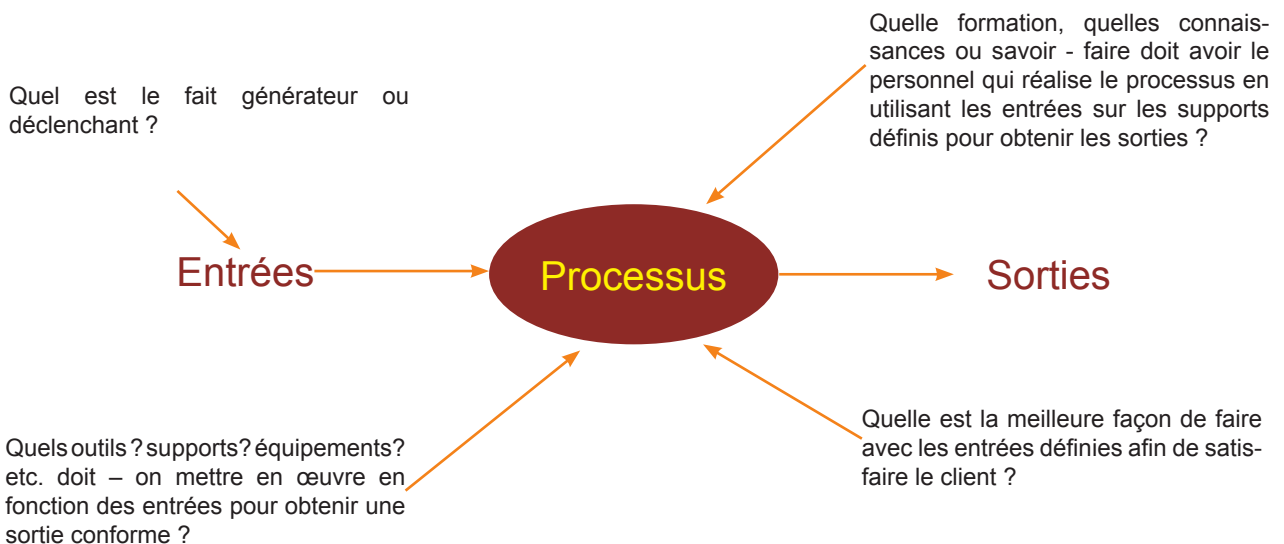 Quelle formation, quelles connais-
sances ou savoir - faire doit avoir le
personnel qui réalise le processus en
utilisant les entrées sur les supports
définis pour obtenir les sorties ?
Quel est le fait générateur ou
déclenchant ?
Entrées
Processus
Sorties
Quels outils ? supports? équipements?
etc. doit – on mettre en œuvre en
fonction des entrées pour obtenir une
sortie conforme ?
Quelle est la meilleure façon de faire
avec les entrées définies afin de satis-
faire le client ?